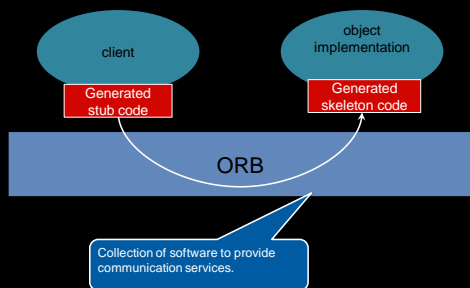 client
object
implementation
Generated
stub code
Generated
skeleton code
ORB
Collection of software to provide
communication services.